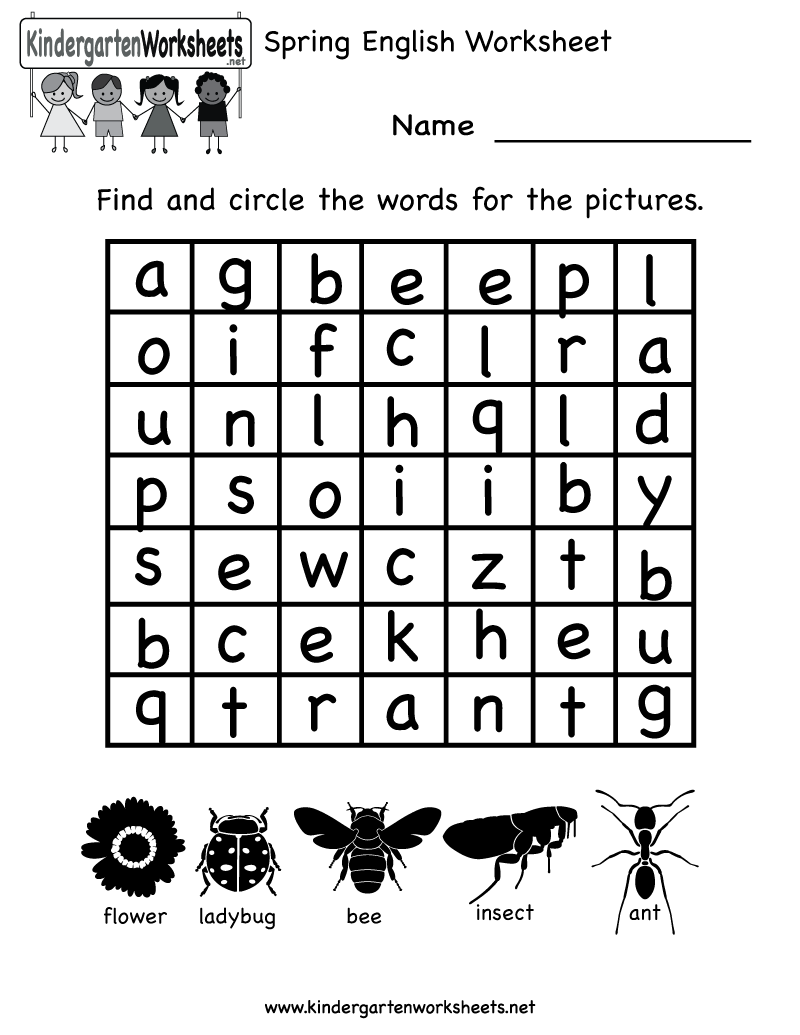 KindergartenWorksheets
.net
Spring English Worksheet
Name
Find and circle the words for the pictures.
a g b e e p l
o i f c l r a
u n l h q l d
p s o i i b y
s e w c z t b
b c e k h e u
q t r a n t g
flower ladybug bee insect ant
www.kindergartenworksheets.net